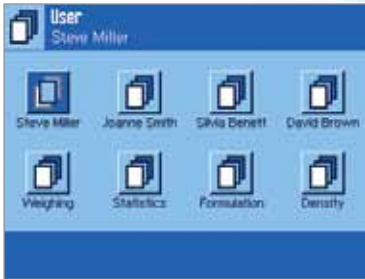 User
Steve Miller
Steve Miller Joanne Smith Silvia Benett David Brown
Weighing Statistics Formulation Density